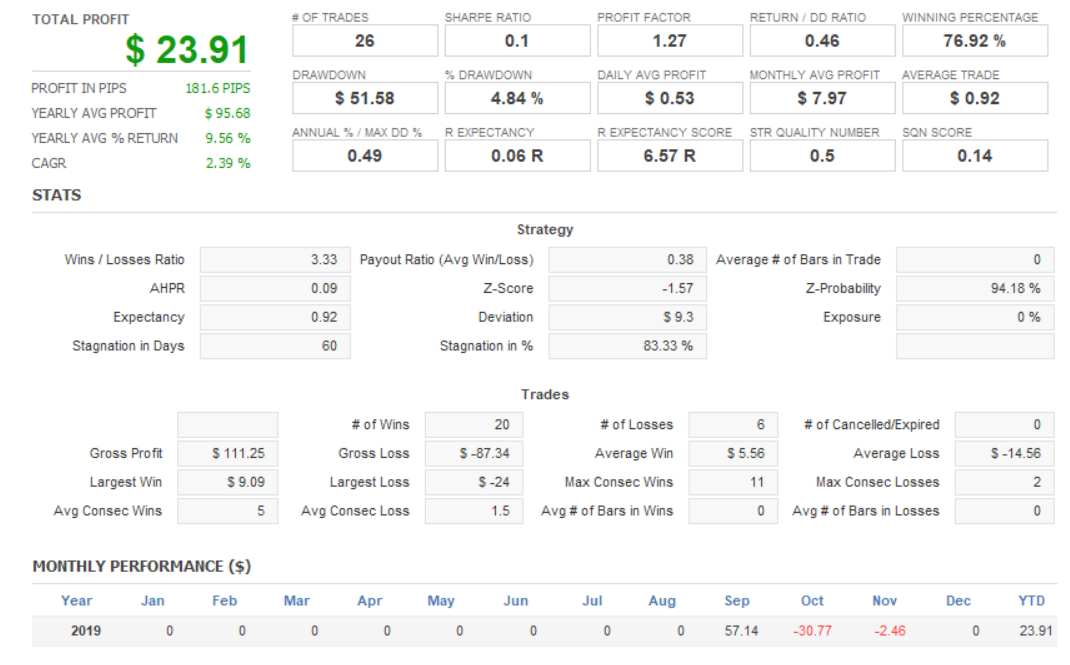 TOTAL PROFIT
$ 23.91
PROFIT IN PIPS 181.6 PIPS
YEARLY AVG PROFIT $ 95.68
YEARLY AVG % RETURN 9.56 %
CAGR 2.39 %
# OF TRADES SHARPE RATIO PROFIT FACTOR RETURN / DD RATIO WINNING PERCENTAGE
26 0.1 1.27 0.46 76.92 %
DRAWDOWN % DRAWDOWN DAILY AVG PROFIT MONTHLY AVG PROFIT AVERAGE TRADE
$ 51.58 4.84 % $ 0.53 $ 7.97 $ 0.92
ANNUAL % / MAX DD % R EXPECTANCY R EXPECTANCY SCORE STR QUALITY NUMBER SQN SCORE
0.49 0.06 R 6.57 R 0.5 0.14
STATS
Strategy
Wins / Losses Ratio 3.33 Payout Ratio (Avg Win/Loss) 0.38 Average # of Bars in Trade 0
AHPR 0.09 Z-Score -1.57 Z-Probability 94.18 %
Expectancy 0.92 Deviation $ 9.3 Exposure 0 %
Stagnation in Days 60 Stagnation in % 83.33 %
Trades
# of Wins 20 # of Losses 6 # of Cancelled/Expired 0
Gross Profit $ 111.25 Gross Loss $ -87.34 Average Win $ 5.56 Average Loss $ -14.56
Largest Win $ 9.09 Largest Loss $ -24 Max Consec Wins 11 Max Consec Losses 2
Avg Consec Wins 5 Avg Consec Loss 1.5 Avg # of Bars in Wins 0 Avg # of Bars in Losses 0
MONTHLY PERFORMANCE ($)
Year Jan Feb Mar Apr May Jun Jul Aug Sep Oct Nov Dec YTD
2019 0 0 0 0 0 0 0 0 57.14 -30.77 -2.46 0 23.91